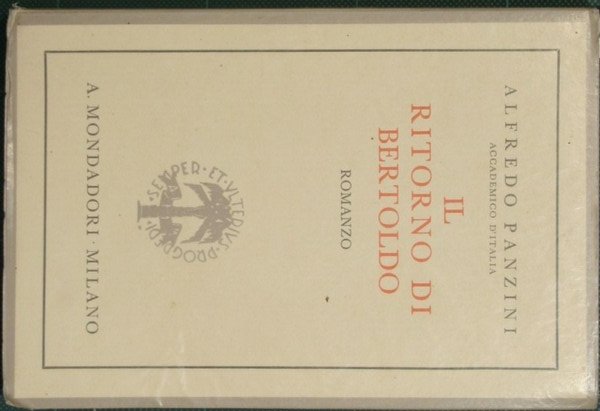 ALFREDO PANZINI
ACCADEMICO D'ITALIA
IL
RITORNO DI
BERTOLDO
ROMANZO
SEMPER·ET·VLTERIVS·PROGREDI
A. MONDADORI · MILANO